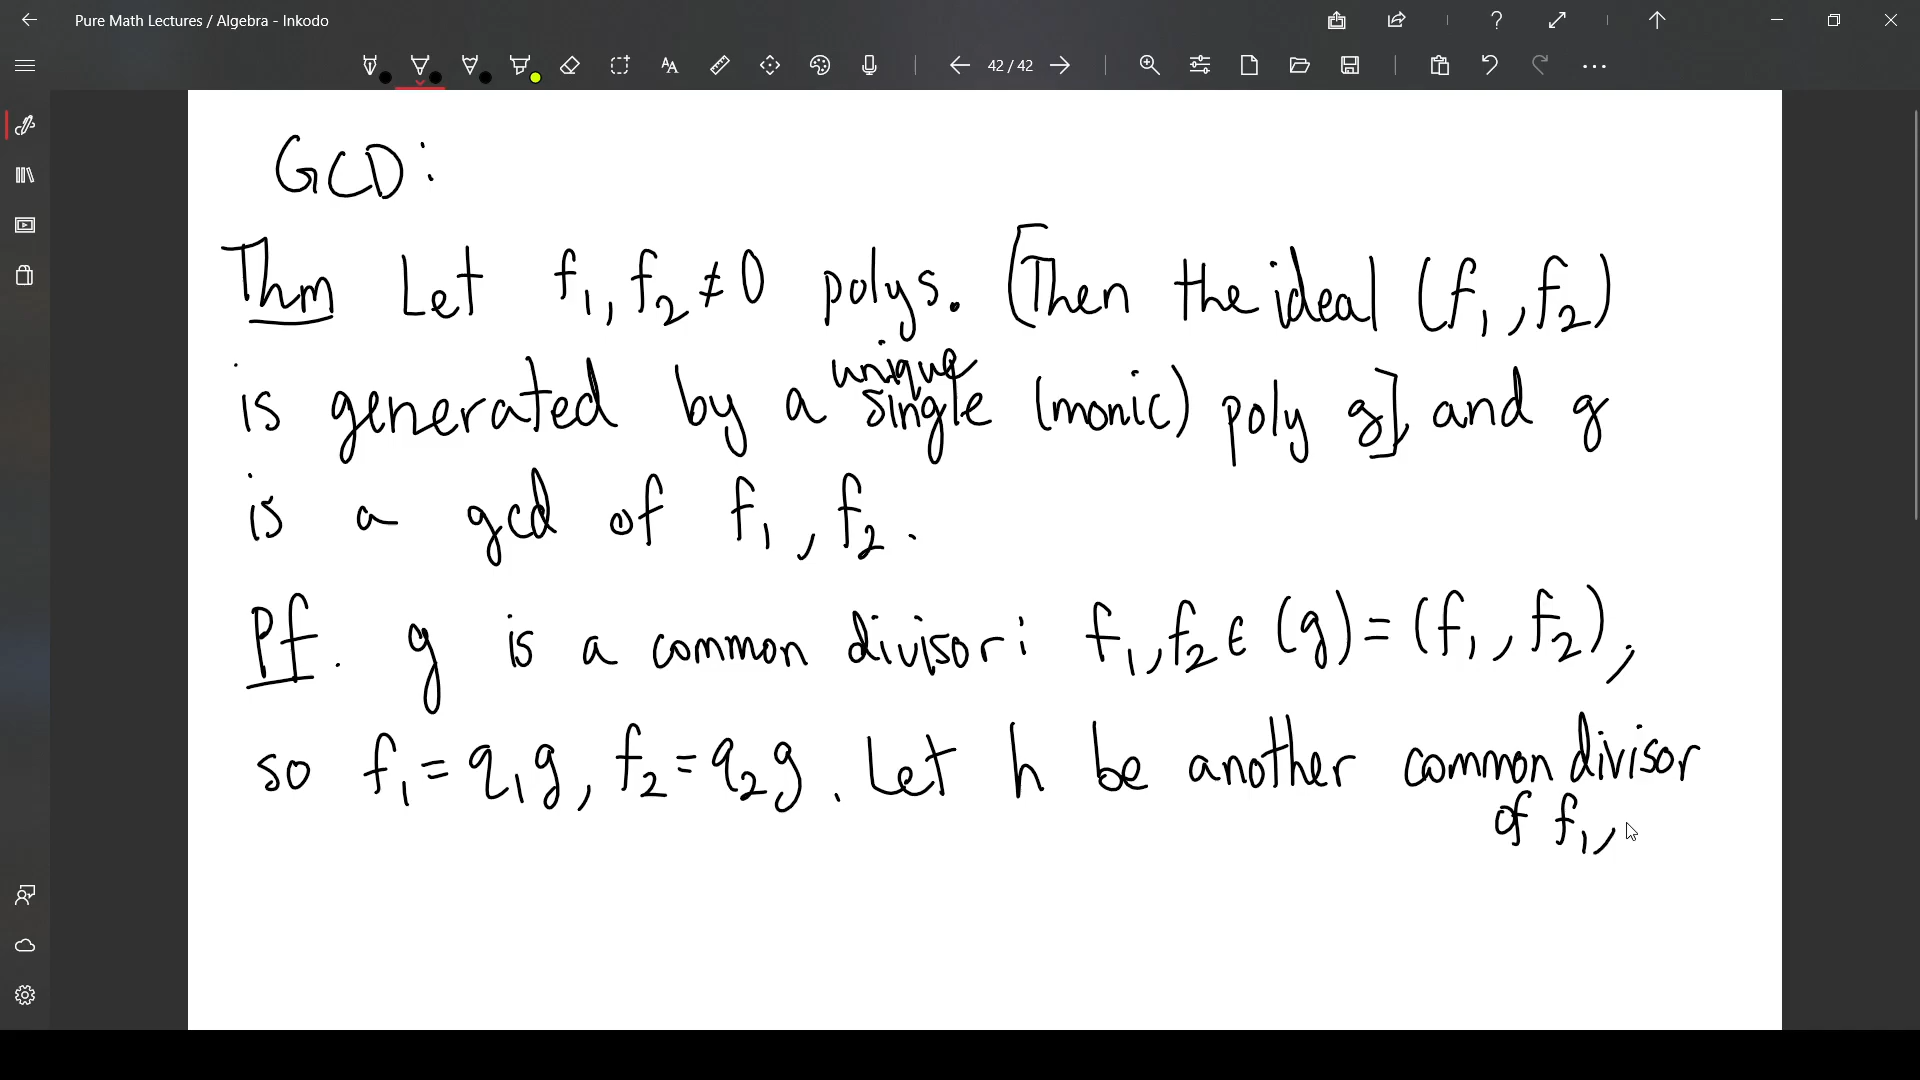 Pure Math Lectures / Algebra - Inkodo
42 / 42
GCD:
Thm Let f₁, f₂ ≠ 0 polys. [Then the ideal (f₁, f₂)
unique
is generated by a single (monic) poly g], and g
is a gcd of f₁, f₂.
Pf. g is a common divisor: f₁, f₂ ∈ (g) = (f₁, f₂),
so f₁ = q₁g, f₂ = q₂g. Let h be another common divisor
of f₁,